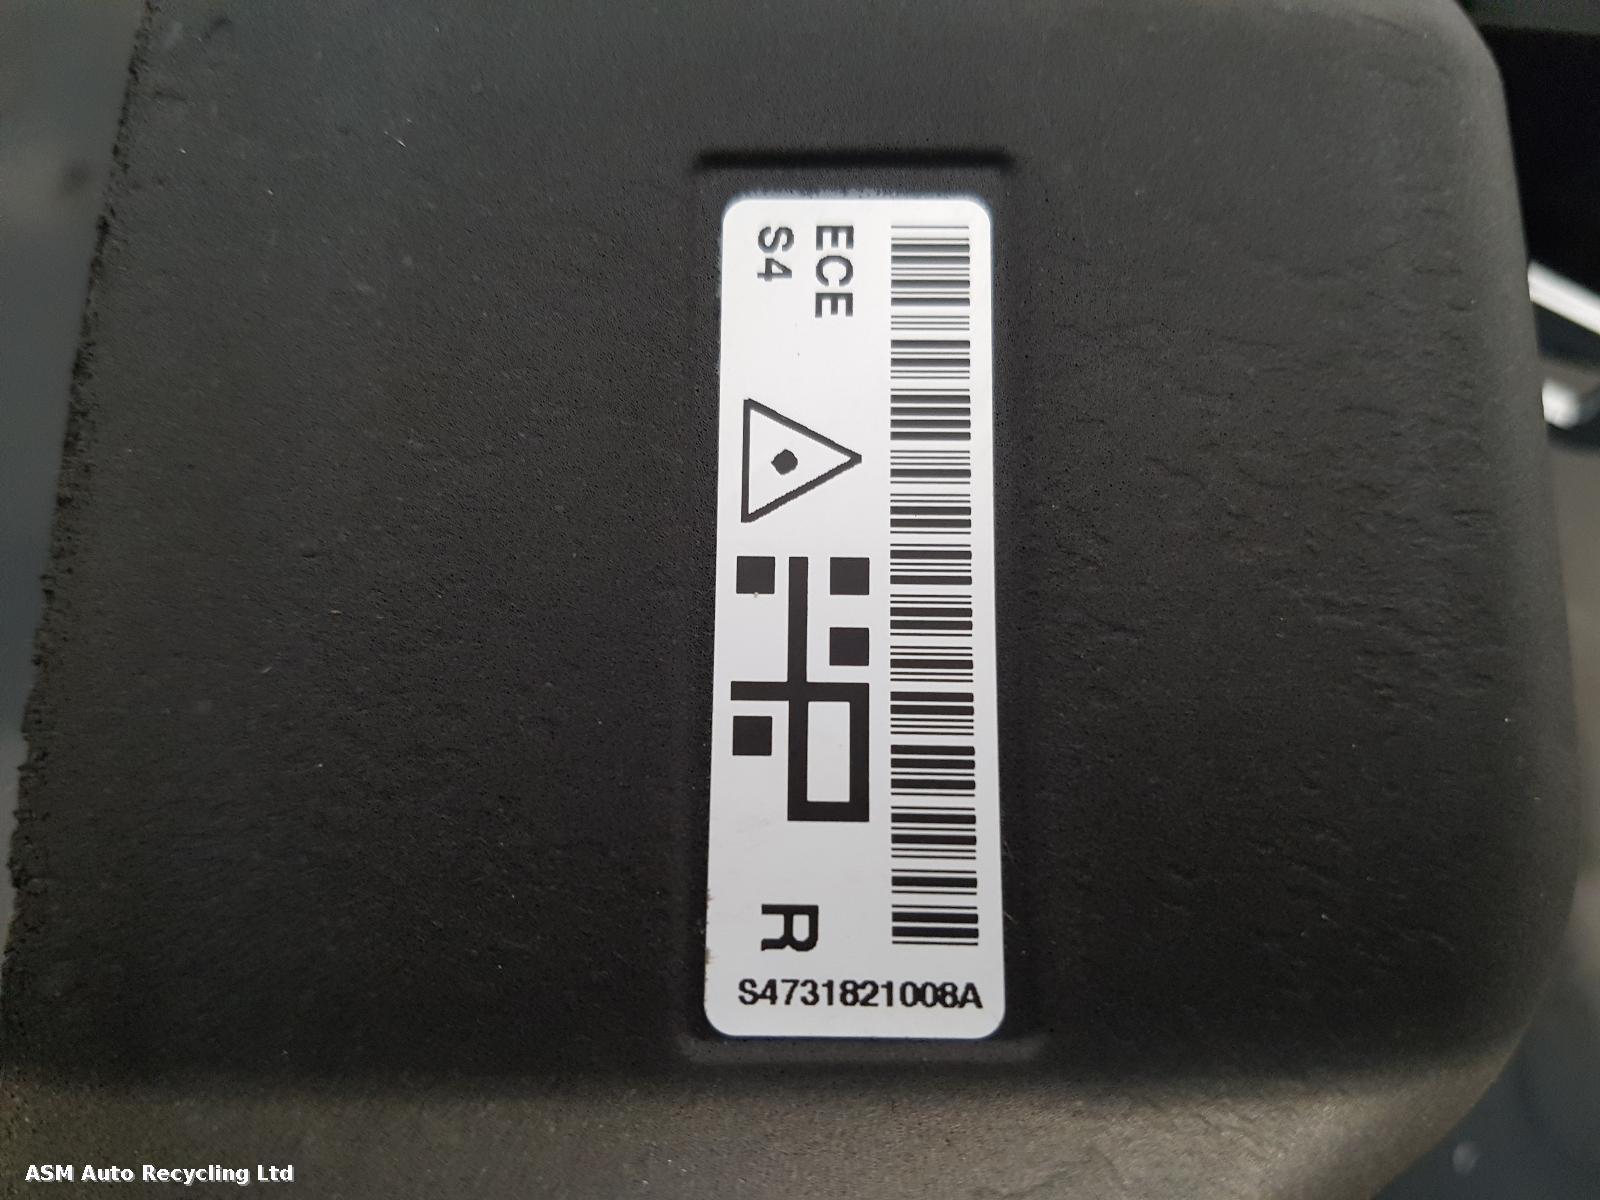 ECE
S4
R
S4731821008A
ASM Auto Recycling Ltd